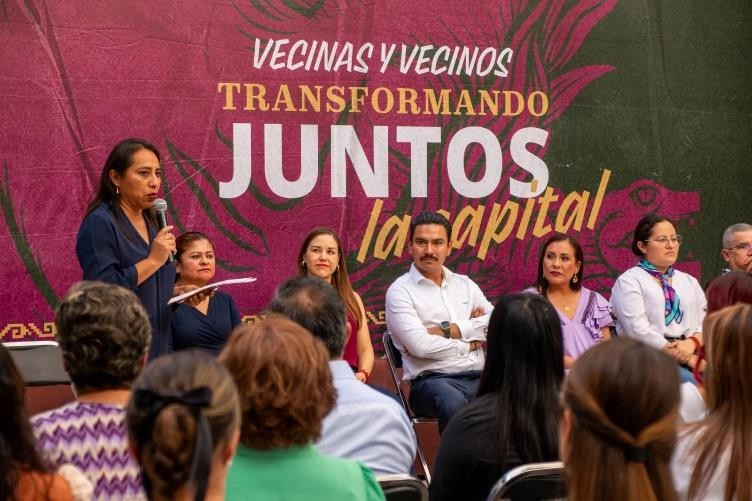 VECINAS Y VECINOS
TRANSFORMANDO
JUNTOS
la capital